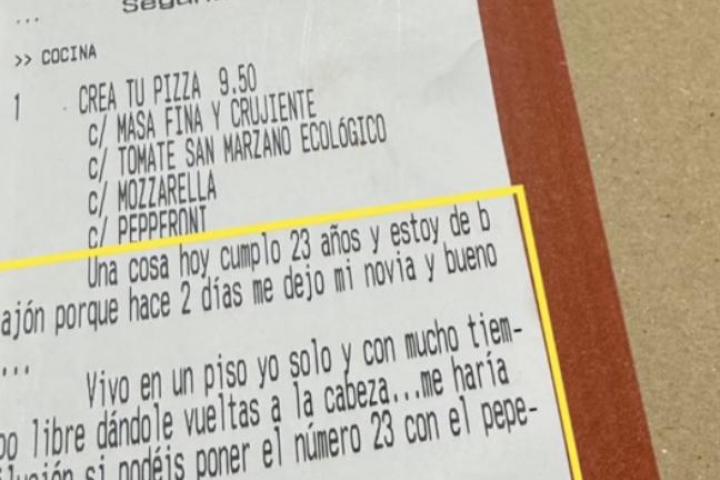 ...
>> COCINA
1 CREA TU PIZZA 9.50
c/ MASA FINA Y CRUJIENTE
c/ TOMATE SAN MARZANO ECOLÓGICO
c/ MOZZARELLA
c/ PEPPERONI
Una cosa hoy cumplo 23 años y estoy de b
ajón porque hace 2 días me dejo mi novia y bueno
...
Vivo en un piso yo solo y con mucho tiem-
po libre dándole vueltas a la cabeza...me haría
si podéis poner el número 23 con el pepe-